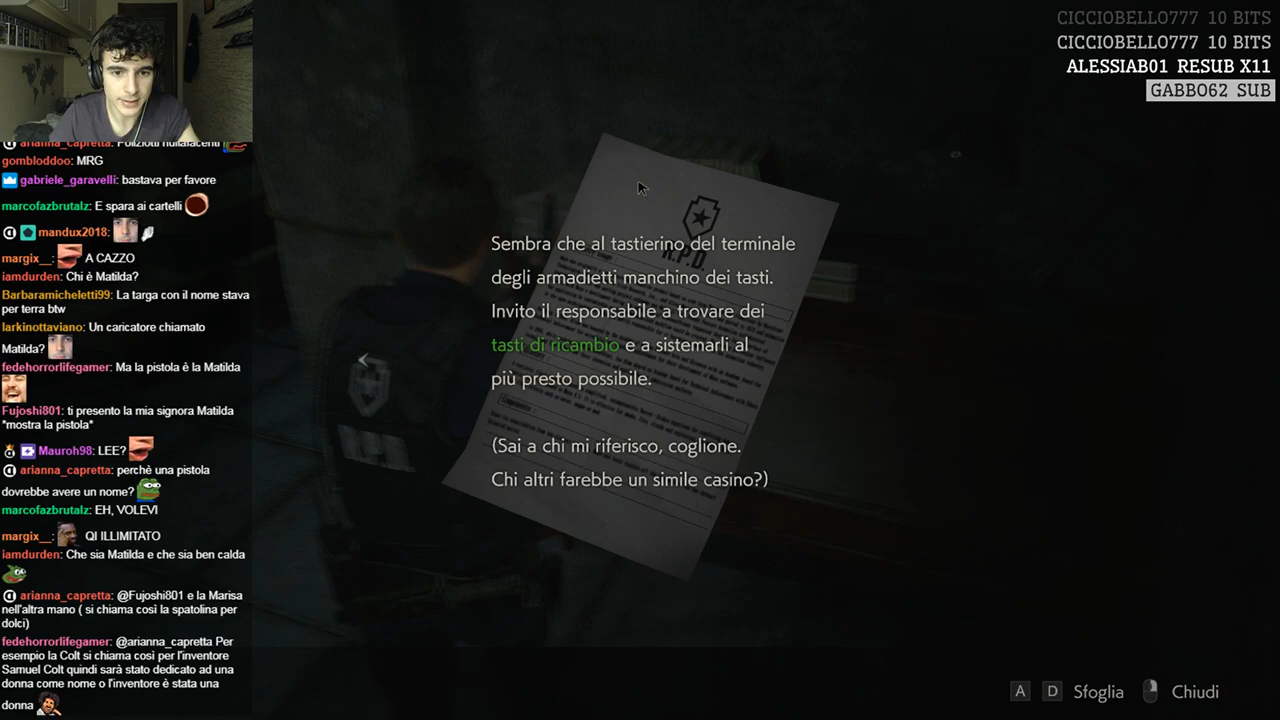 CICCIOBELLO777 10 BITS
CICCIOBELLO777 10 BITS
ALESSIAB01 RESUB X11
GABBO62 SUB
arianna_capretta: Poliziotti nullafacenti
gombloddoo: MRG
gabriele_garavelli: bastava per favore
marcofazbrutalz: E spara ai cartelli
mandux2018:
margix__: A CAZZO
iamdurden: Chi è Matilda?
Barbaramicheletti99: La targa con il nome stava
per terra btw
larkinottaviano: Un caricatore chiamato
Matilda?
fedehorrorlifegamer: Ma la pistola è la Matilda
Fujoshi801: ti presento la mia signora Matilda
*mostra la pistola*
Mauroh98: LEE?
arianna_capretta: perchè una pistola
dovrebbe avere un nome?
marcofazbrutalz: EH, VOLEVI
margix__: QI ILLIMITATO
iamdurden: Che sia Matilda e che sia ben calda
arianna_capretta: @Fujoshi801 e la Marisa
nell'altra mano ( si chiama così la spatolina per
dolci)
fedehorrorlifegamer: @arianna_capretta Per
esempio la Colt si chiama così per l'inventore
Samuel Colt quindi sarà stato dedicato ad una
donna come nome o l'inventore è stata una
donna
R.P.D.
Sembra che al tastierino del terminale
degli armadietti manchino dei tasti.
Invito il responsabile a trovare dei
tasti di ricambio e a sistemarli al
più presto possibile.
(Sai a chi mi riferisco, coglione.
Chi altri farebbe un simile casino?)
A D Sfoglia Chiudi